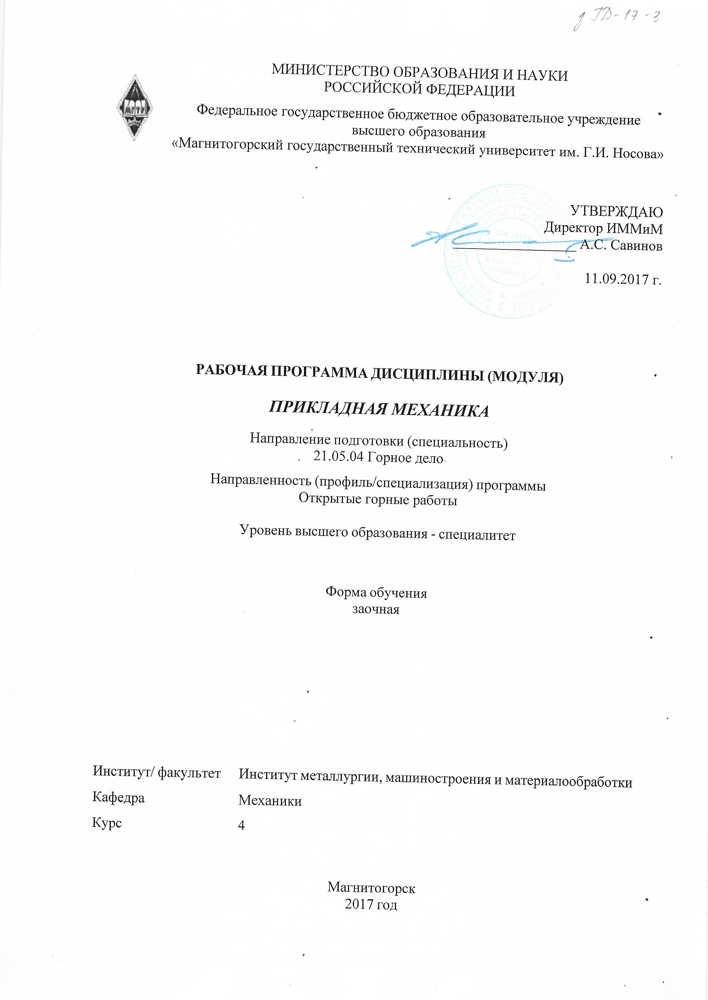 з ГД-17-3
МИНИСТЕРСТВО ОБРАЗОВАНИЯ И НАУКИ
РОССИЙСКОЙ ФЕДЕРАЦИИ
Федеральное государственное бюджетное образовательное учреждение
высшего образования
«Магнитогорский государственный технический университет им. Г.И. Носова»
УТВЕРЖДАЮ
Директор ИММиМ
А.С. Савинов
11.09.2017 г.
РАБОЧАЯ ПРОГРАММА ДИСЦИПЛИНЫ (МОДУЛЯ)
ПРИКЛАДНАЯ МЕХАНИКА
Направление подготовки (специальность)
21.05.04 Горное дело
Направленность (профиль/специализация) программы
Открытые горные работы
Уровень высшего образования - специалитет
Форма обучения
заочная
Институт/ факультет Институт металлургии, машиностроения и материалообработки
Кафедра Механики
Курс 4
Магнитогорск
2017 год